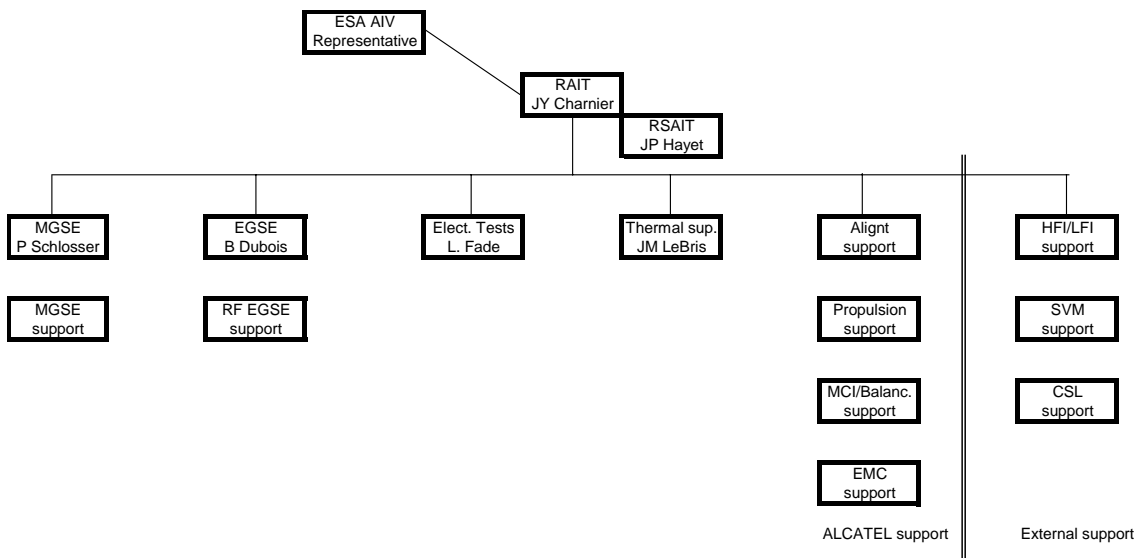 ESA AIV
Representative
RAIT
JY Charnier
RSAIT
JP Hayet
MGSE
P Schlosser
EGSE
B Dubois
Elect. Tests
L. Fade
Thermal sup.
JM LeBris
Alignt
support
HFI/LFI
support
MGSE
support
RF EGSE
support
Propulsion
support
SVM
support
MCI/Balanc.
support
CSL
support
EMC
support
ALCATEL support
External support